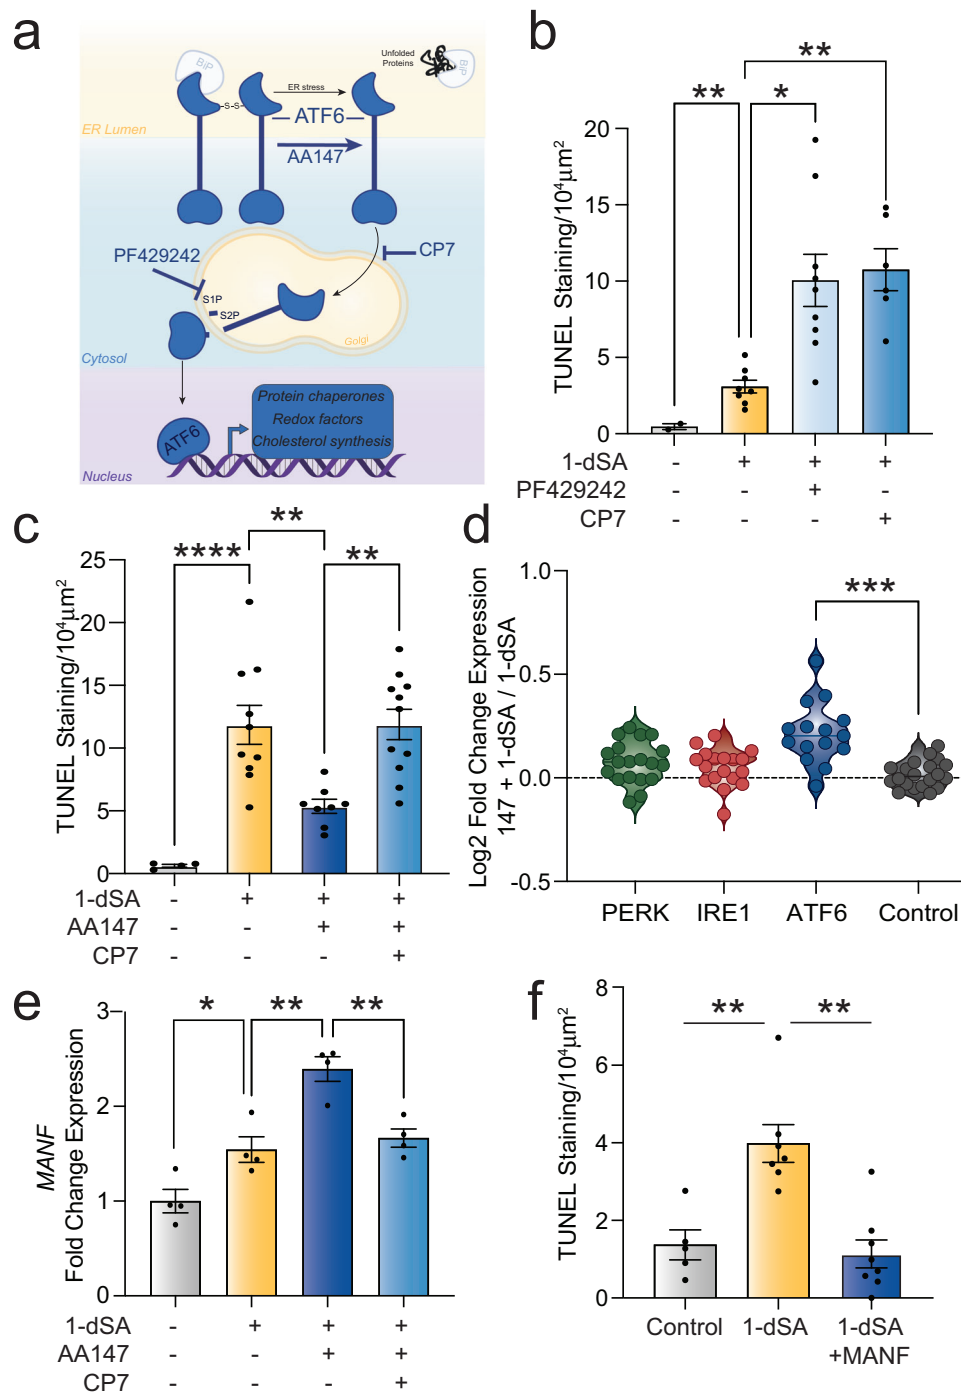 a
BiP
Unfolded
Proteins
BiP
ER stress
-S-S-
ATF6
ER Lumen
AA147
PF429242
CP7
S1P
S2P
Golgi
Cytosol
Protein chaperones
Redox factors
Cholesterol synthesis
ATF6
Nucleus
b
**
** *
TUNEL Staining/10⁴μm²
20
15
10
5
0
1-dSA - + + +
PF429242 - - + -
CP7 - - - +
c
**
**** **
TUNEL Staining/10⁴μm²
25
20
15
10
5
0
1-dSA - + + +
AA147 - - + +
CP7 - - - +
d
***
Log2 Fold Change Expression
147 + 1-dSA / 1-dSA
1.0
0.5
0.0
-0.5
PERK IRE1 ATF6 Control
e
* ** **
MANF
Fold Change Expression
3
2
1
0
1-dSA - + + +
AA147 - - + +
CP7 - - - +
f
** **
TUNEL Staining/10⁴μm²
8
6
4
2
0
Control 1-dSA 1-dSA
+MANF